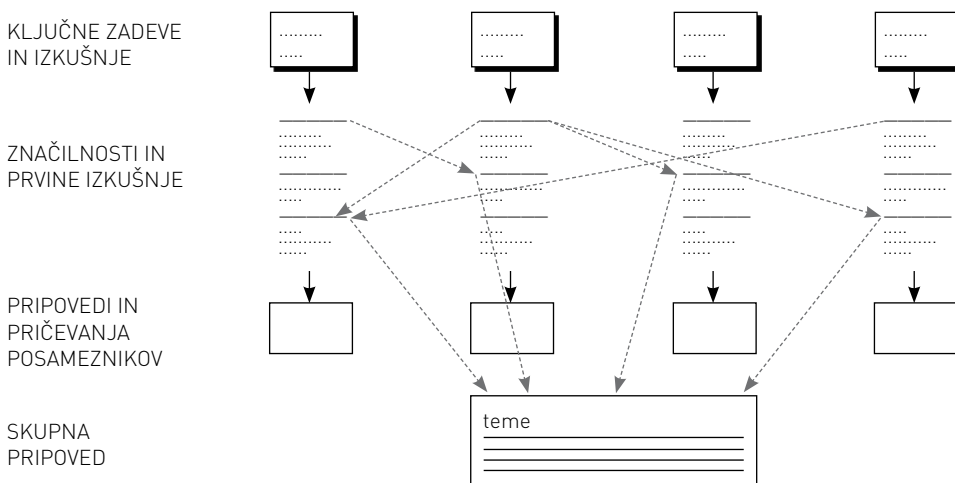 KLJUČNE ZADEVE
IN IZKUŠNJE
ZNAČILNOSTI IN
PRVINE IZKUŠNJE
PRIPOVEDI IN
PRIČEVANJA
POSAMEZNIKOV
SKUPNA
PRIPOVED
teme